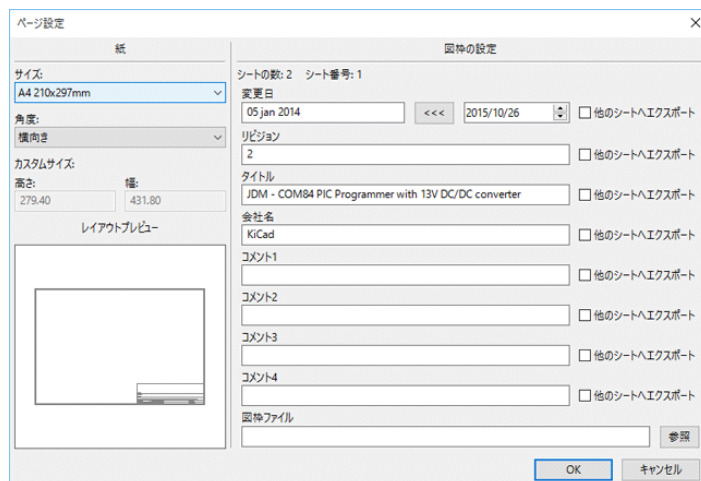 ページ設定
紙
サイズ:
A4 210x297mm
角度:
横向き
カスタムサイズ:
高さ: 幅:
279.40 431.80
レイアウトプレビュー
図枠の設定
シートの数: 2 シート番号: 1
変更日
05 jan 2014 <<< 2015/10/26 他のシートへエクスポート
リビジョン
2 他のシートへエクスポート
タイトル
JDM - COM84 PIC Programmer with 13V DC/DC converter 他のシートへエクスポート
会社名
KiCad 他のシートへエクスポート
コメント1
他のシートへエクスポート
コメント2
他のシートへエクスポート
コメント3
他のシートへエクスポート
コメント4
他のシートへエクスポート
図枠ファイル
参照
OK キャンセル